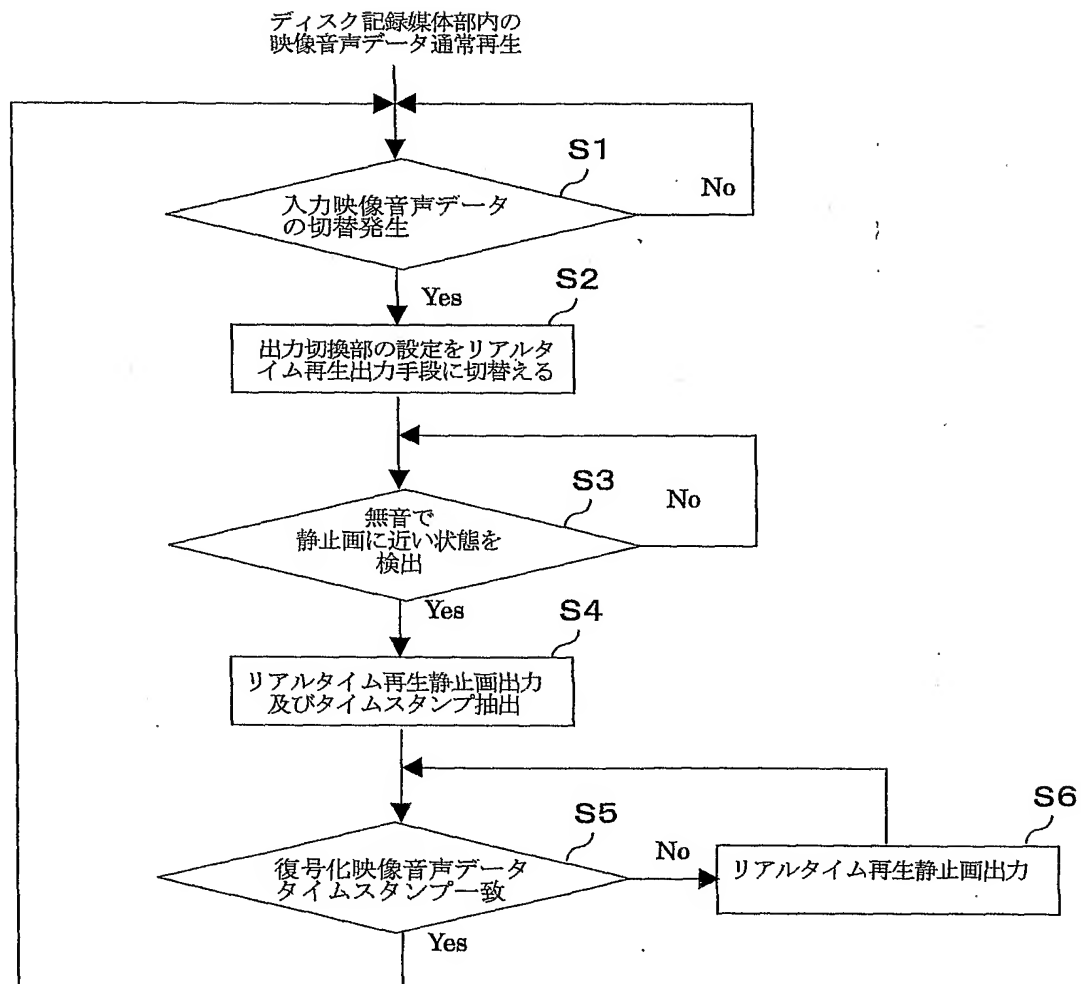 ディスク記録媒体部内の
映像音声データ通常再生
S1
No
入力映像音声データ
の切替発生
Yes
S2
出力切換部の設定をリアルタ
イム再生出力手段に切替える
S3
No
無音で
静止画に近い状態を
検出
Yes
S4
リアルタイム再生静止画出力
及びタイムスタンプ抽出
S5
復号化映像音声データ
タイムスタンプ一致
No
S6
リアルタイム再生静止画出力
Yes